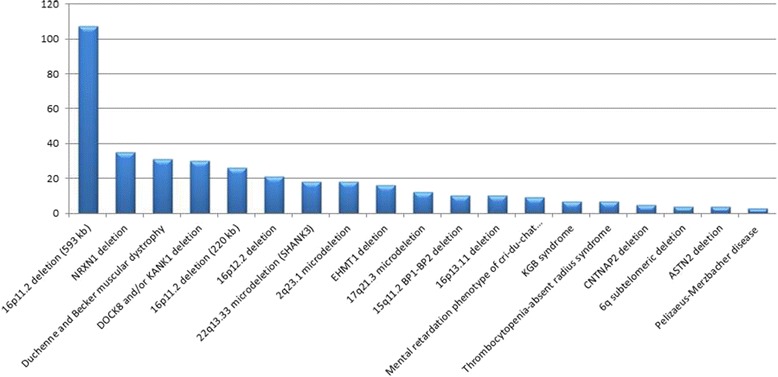 120
100
80
60
40
20
0
16p11.2 deletion (593 kb)
NRXN1 deletion
Duchenne and Becker muscular dystrophy
DOCK8 and/or KANK1 deletion
16p11.2 deletion (220 kb)
16p12.2 deletion
22q13.33 microdeletion (SHANK3)
2q23.1 microdeletion
EHMT1 deletion
17q21.3 microdeletion
15q11.2 BP1-BP2 deletion
16p13.11 deletion
Mental retardation phenotype of cri-du-chat...
KGB syndrome
Thrombocytopenia-absent radius syndrome
CNTNAP2 deletion
6q subtelomeric deletion
ASTN2 deletion
Pelizaeus-Merzbacher disease